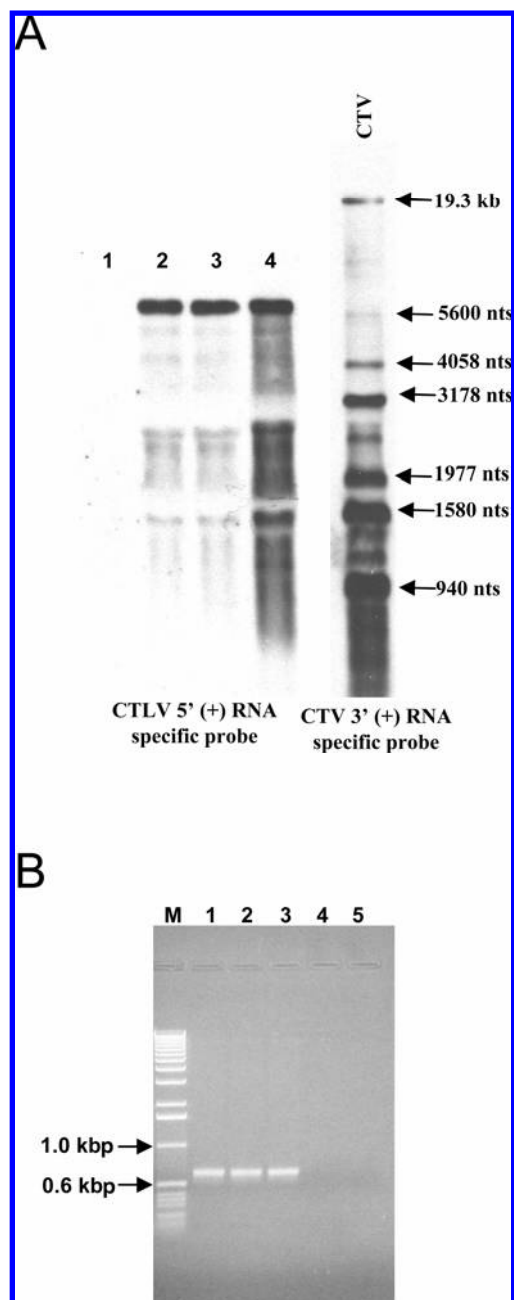 A
CTV
19.3 kb
1 2 3 4
5600 nts
4058 nts
3178 nts
1977 nts
1580 nts
940 nts
CTLV 5' (+) RNA
specific probe
CTV 3' (+) RNA
specific probe
B
M 1 2 3 4 5
1.0 kbp
0.6 kbp